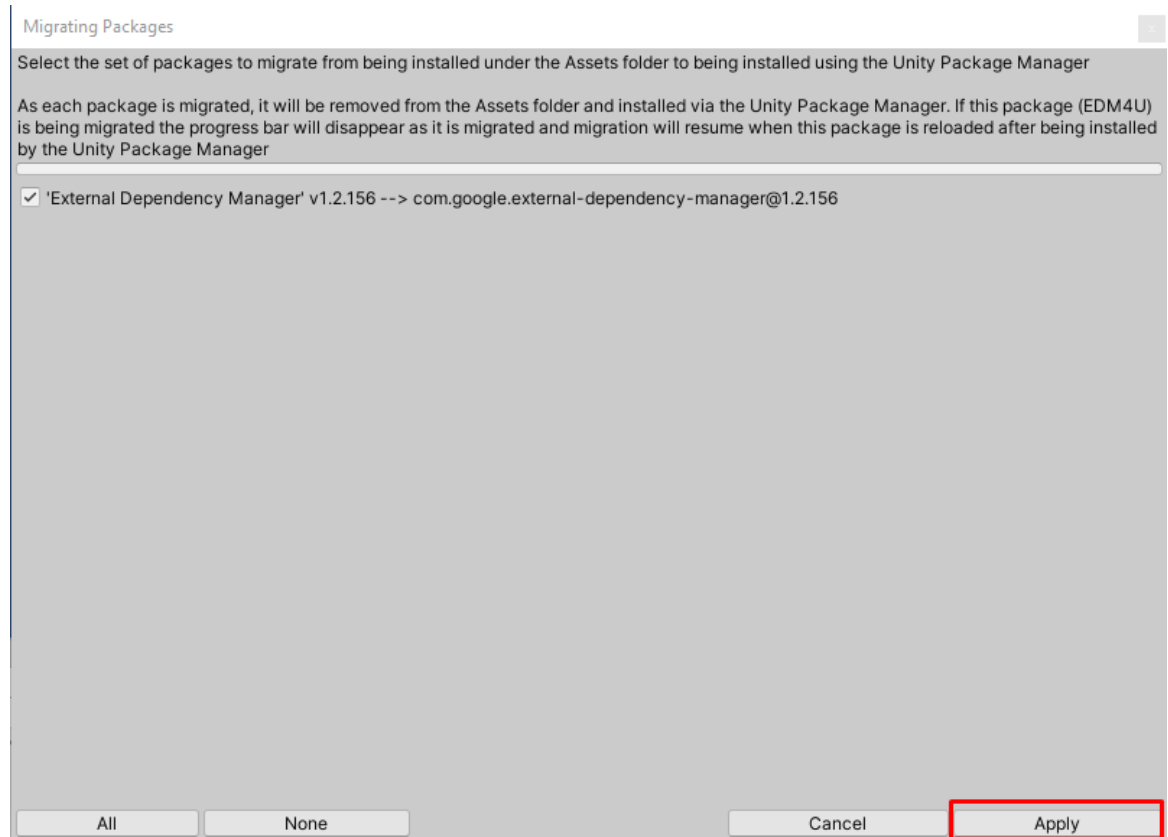 Migrating Packages
Select the set of packages to migrate from being installed under the Assets folder to being installed using the Unity Package Manager
As each package is migrated, it will be removed from the Assets folder and installed via the Unity Package Manager. If this package (EDM4U)
is being migrated the progress bar will disappear as it is migrated and migration will resume when this package is reloaded after being installed
by the Unity Package Manager
'External Dependency Manager' v1.2.156 --> com.google.external-dependency-manager@1.2.156
All None Cancel Apply